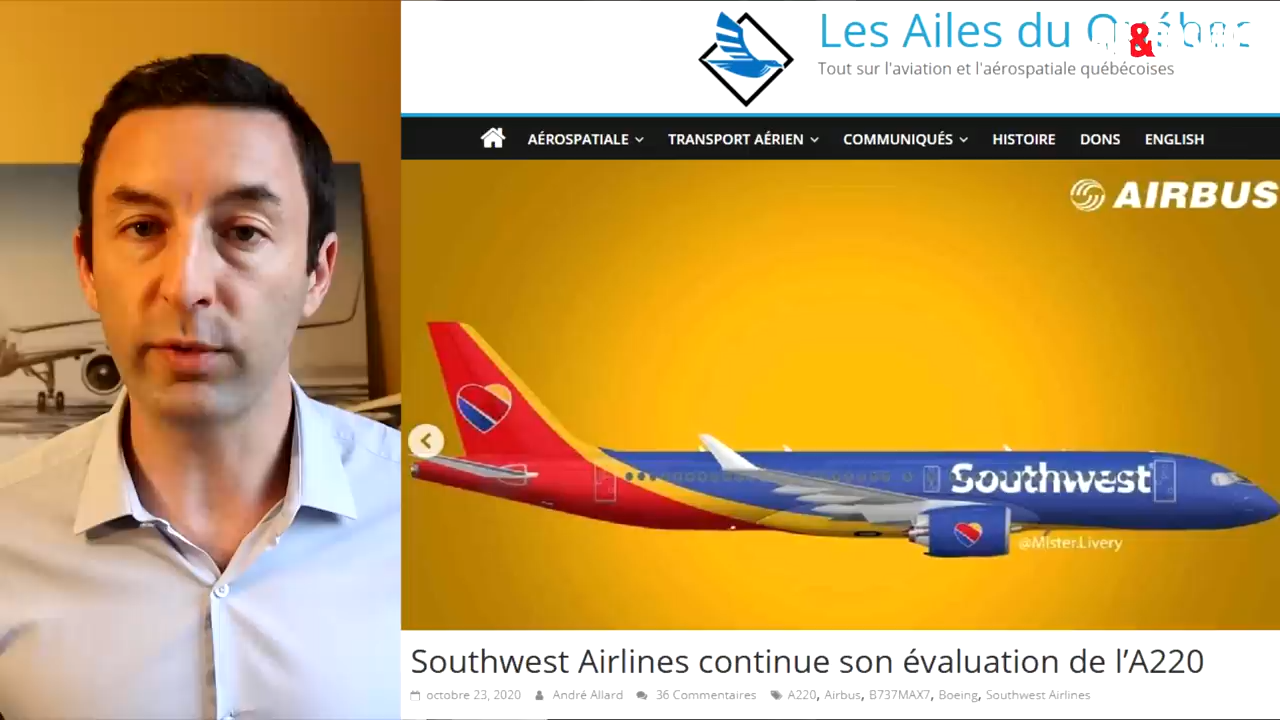 Les Ailes du Québec
&
Tout sur l'aviation et l'aérospatiale québécoises
AÉROSPATIALE TRANSPORT AÉRIEN COMMUNIQUÉS HISTOIRE DONS ENGLISH
AIRBUS
Southwest
@Mister.Livery
Southwest Airlines continue son évaluation de l'A220
octobre 23, 2020 André Allard 36 Commentaires A220, Airbus, B737MAX7, Boeing, Southwest Airlines